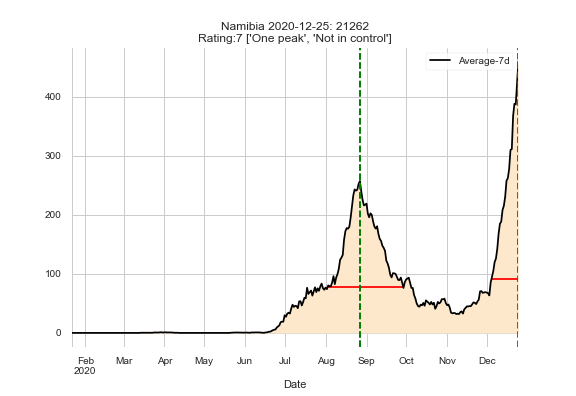 Namibia 2020-12-25: 21262
Rating:7 ['One peak', 'Not in control']
Average-7d
400
300
200
100
0
Feb Mar Apr May Jun Jul Aug Sep Oct Nov Dec
2020
Date